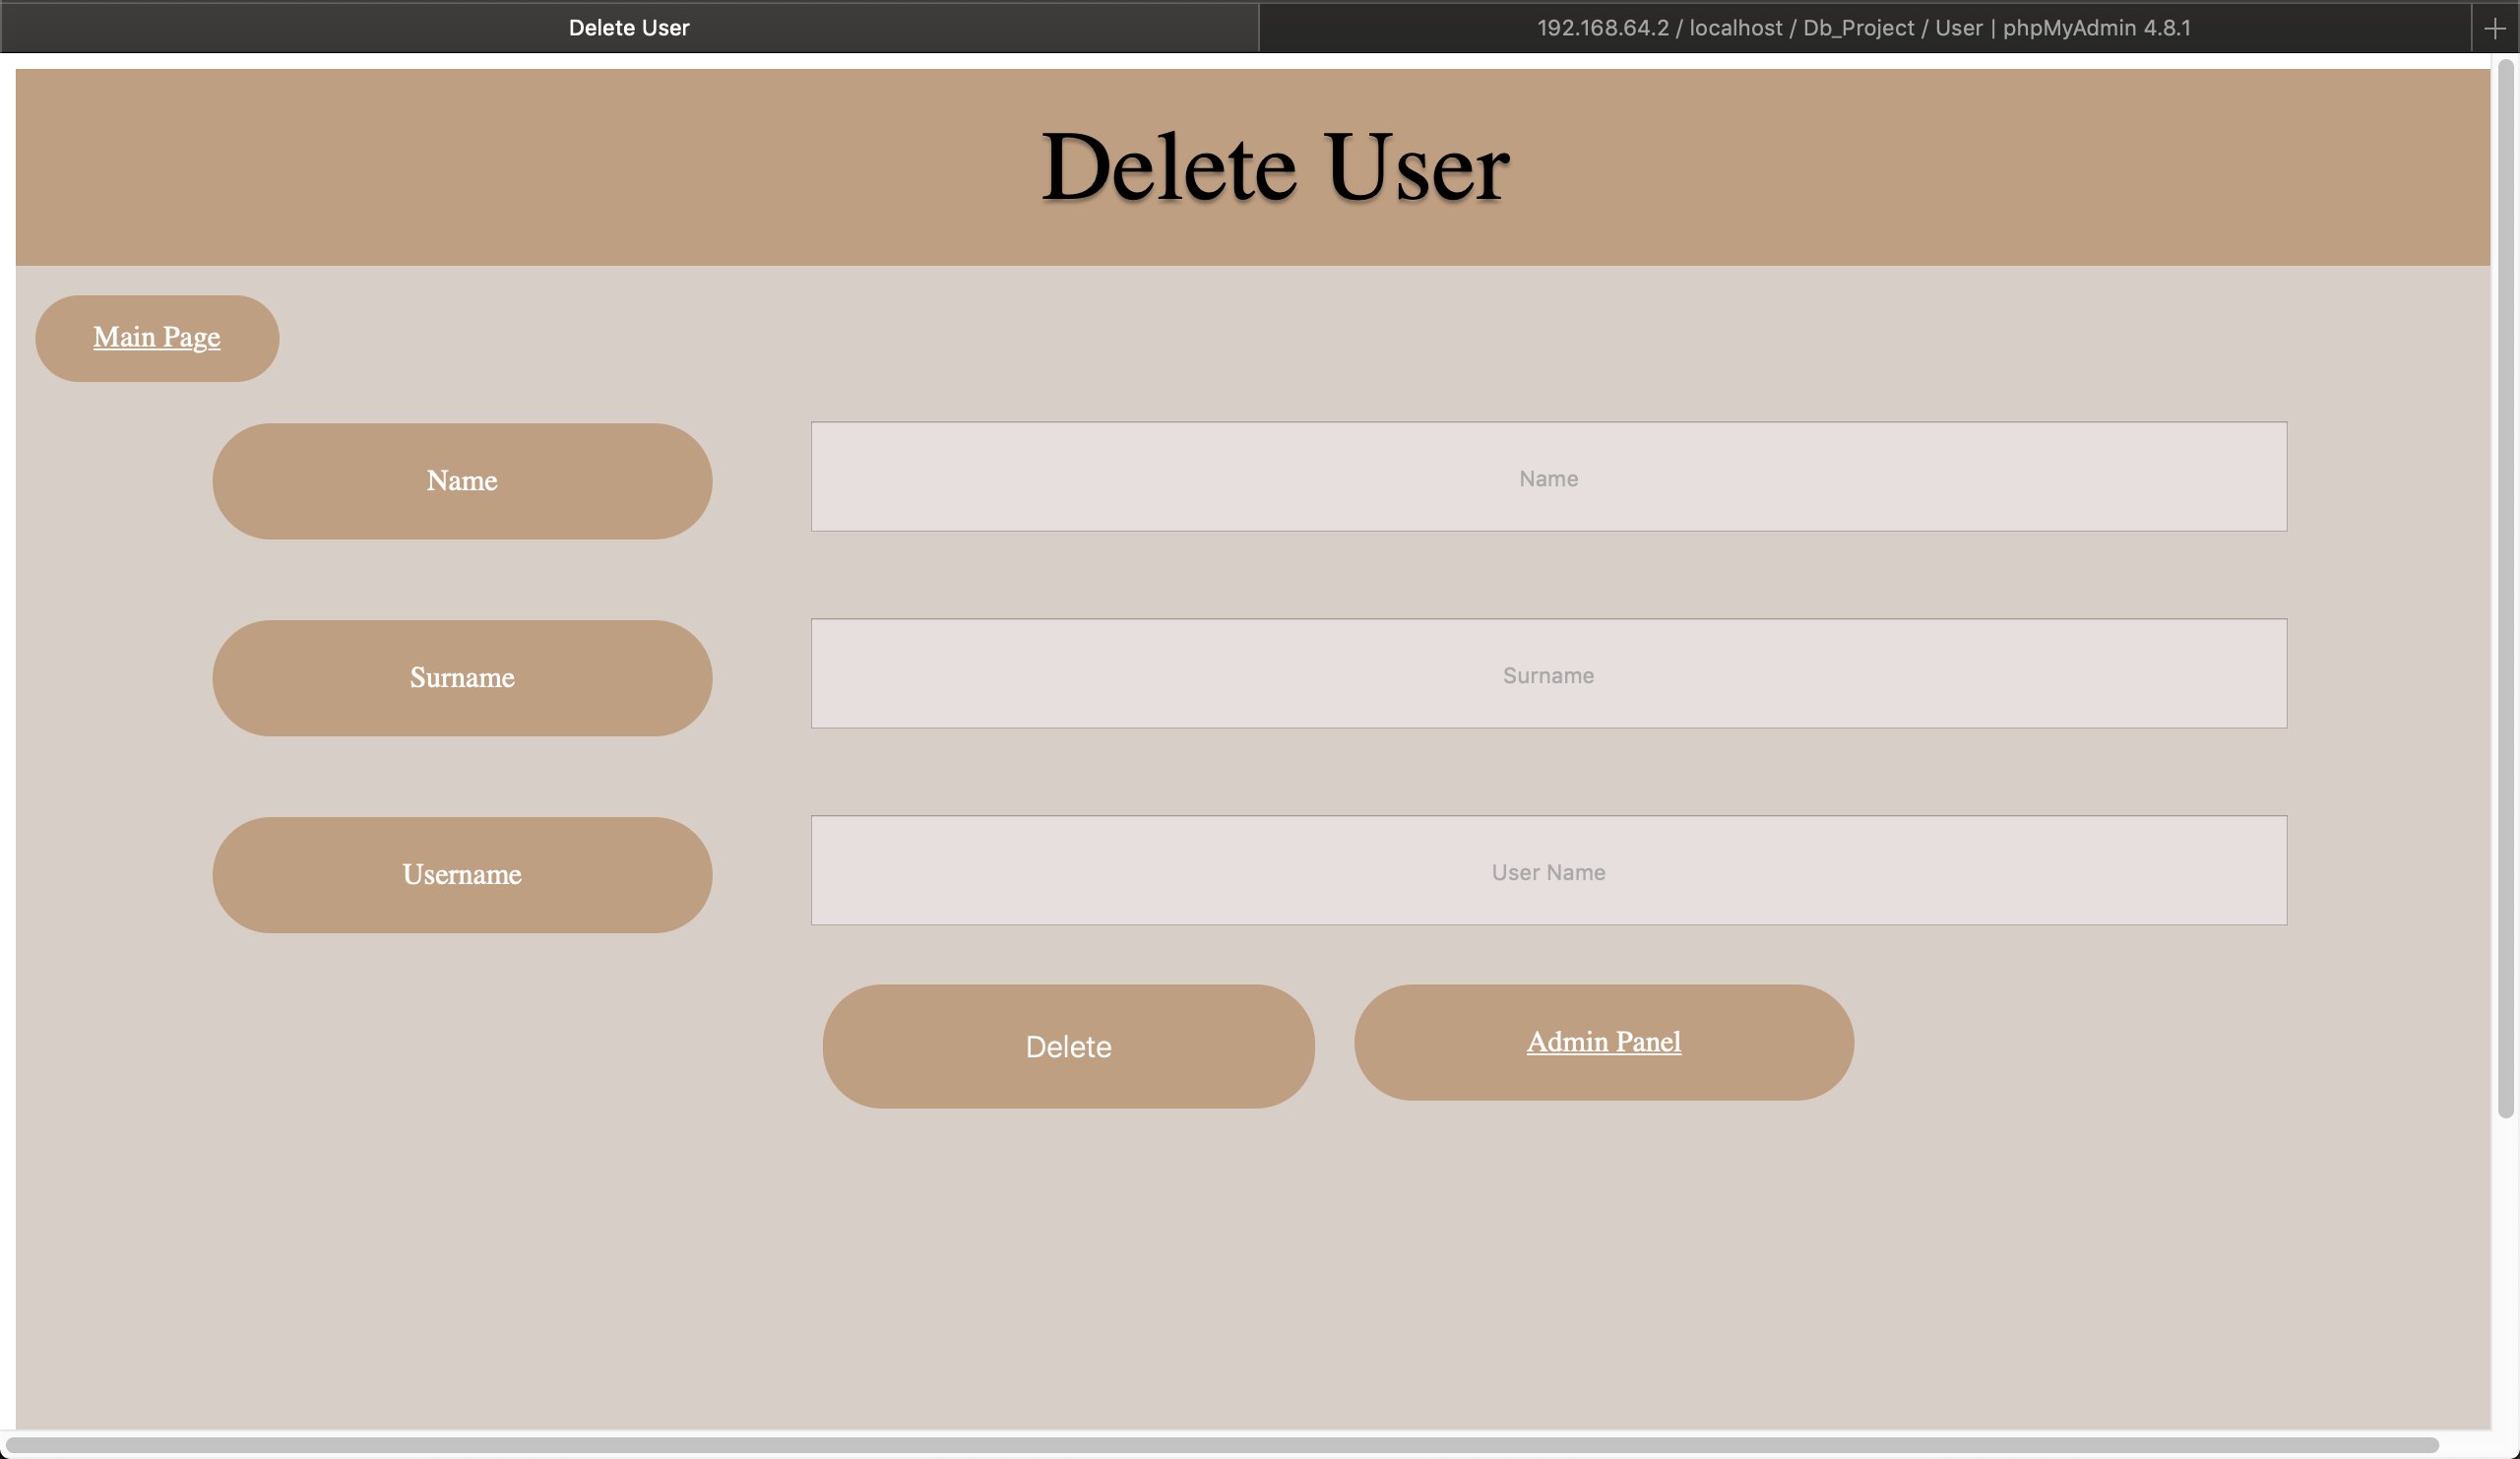 Delete User
192.168.64.2 / localhost / Db_Project / User | phpMyAdmin 4.8.1
Delete User
Main Page
Name
Name
Surname
Surname
Username
User Name
Delete
Admin Panel